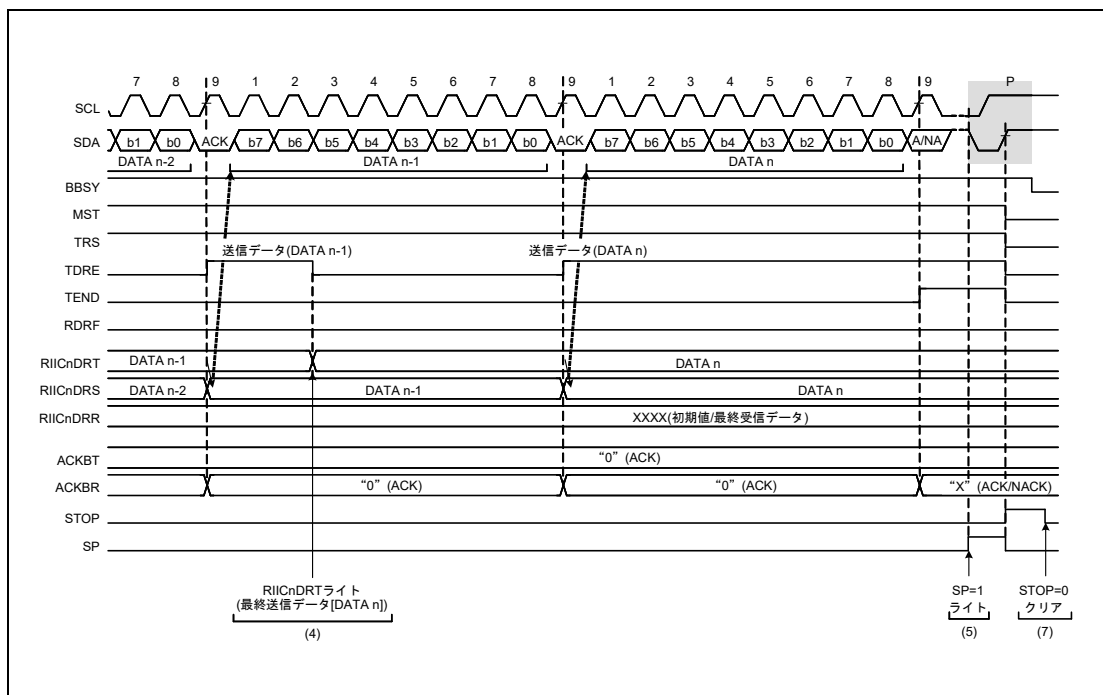 7 8 9 1 2 3 4 5 6 7 8 9 1 2 3 4 5 6 7 8 9 P
SCL
SDA b1 b0 ACK b7 b6 b5 b4 b3 b2 b1 b0 ACK b7 b6 b5 b4 b3 b2 b1 b0 A/NA
DATA n-2 DATA n-1 DATA n
BBSY
MST
TRS
送信データ(DATA n-1) 送信データ(DATA n)
TDRE
TEND
RDRF
RIICnDRT DATA n-1 DATA n
RIICnDRS DATA n-2 DATA n-1 DATA n
RIICnDRR XXXX(初期値/最終受信データ)
ACKBT “0” (ACK)
ACKBR “0” (ACK) “0” (ACK) “X” (ACK/NACK)
STOP
SP
RIICnDRTライト
(最終送信データ[DATA n])
(4)
SP=1
ライト
(5)
STOP=0
クリア
(7)